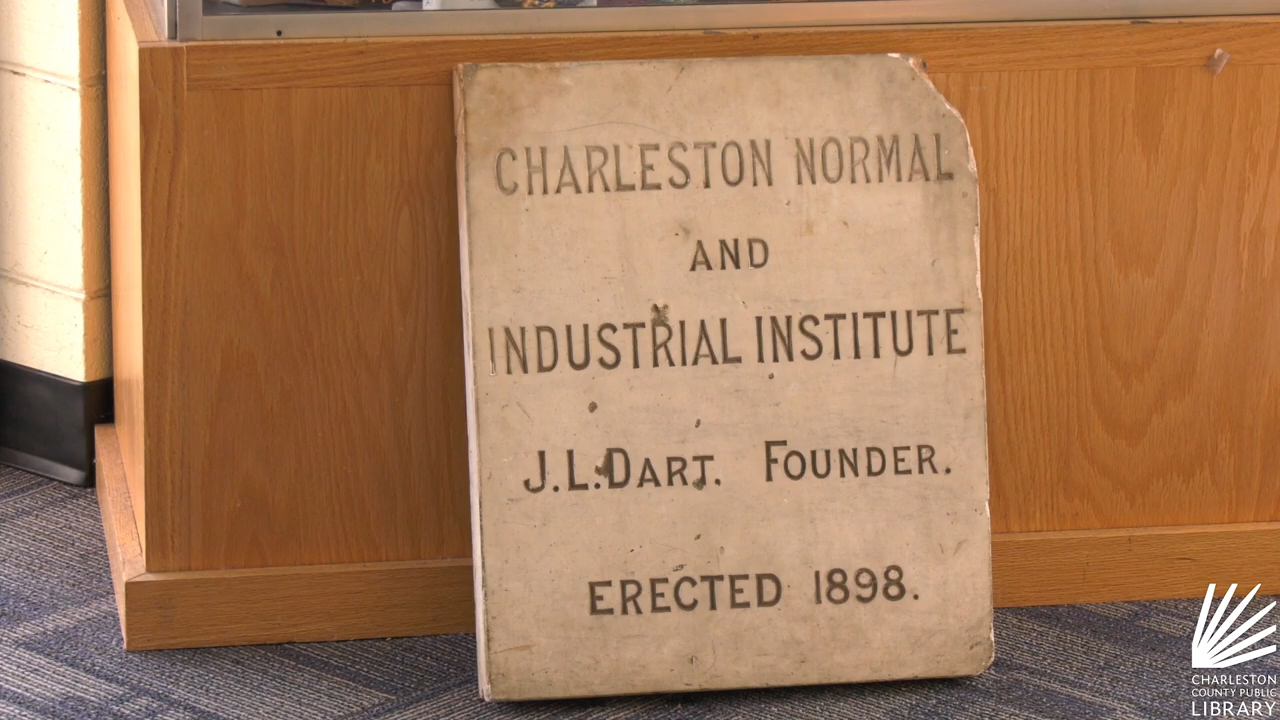 CHARLESTON NORMAL
AND
INDUSTRIAL INSTITUTE
J.L.DART. FOUNDER.
ERECTED 1898.
CHARLESTON
COUNTY PUBLIC
LIBRARY